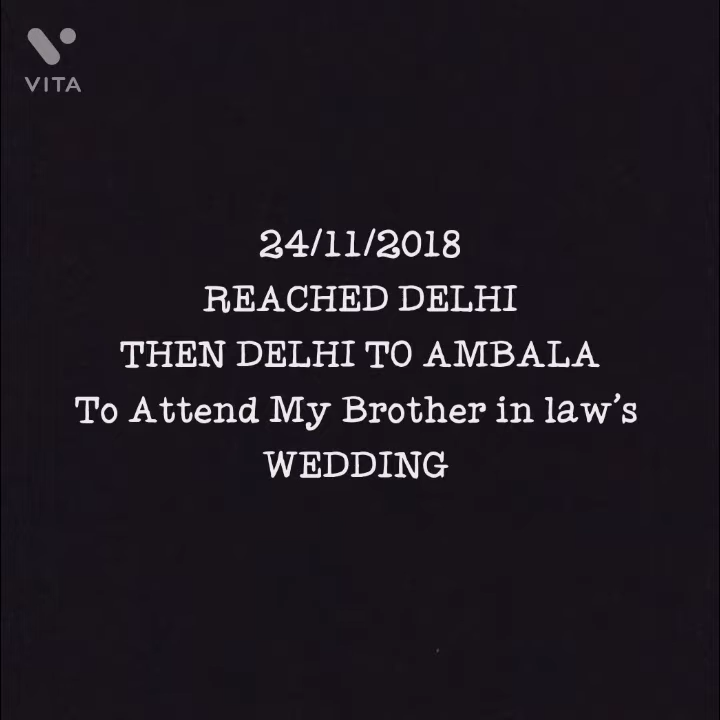 VITA
24/11/2018
REACHED DELHI
THEN DELHI TO AMBALA
To Attend My Brother in law's
WEDDING